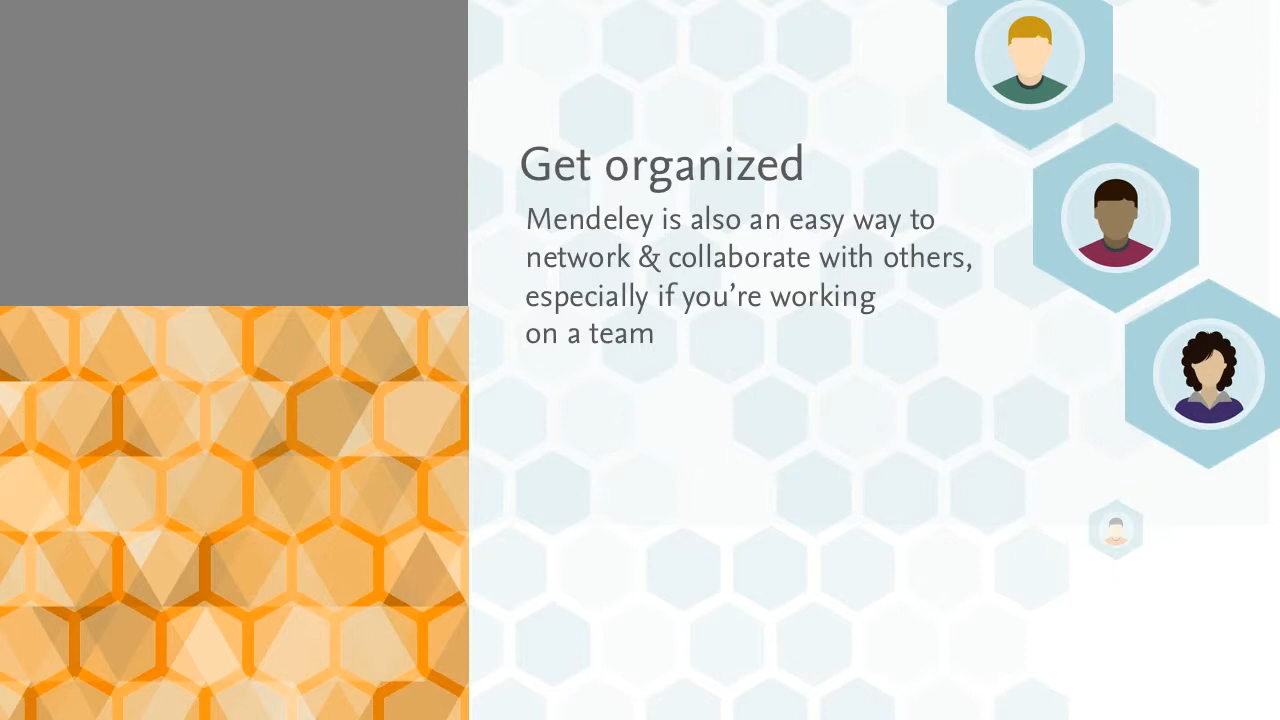 Get organized
Mendeley is also an easy way to
network & collaborate with others,
especially if you’re working
on a team